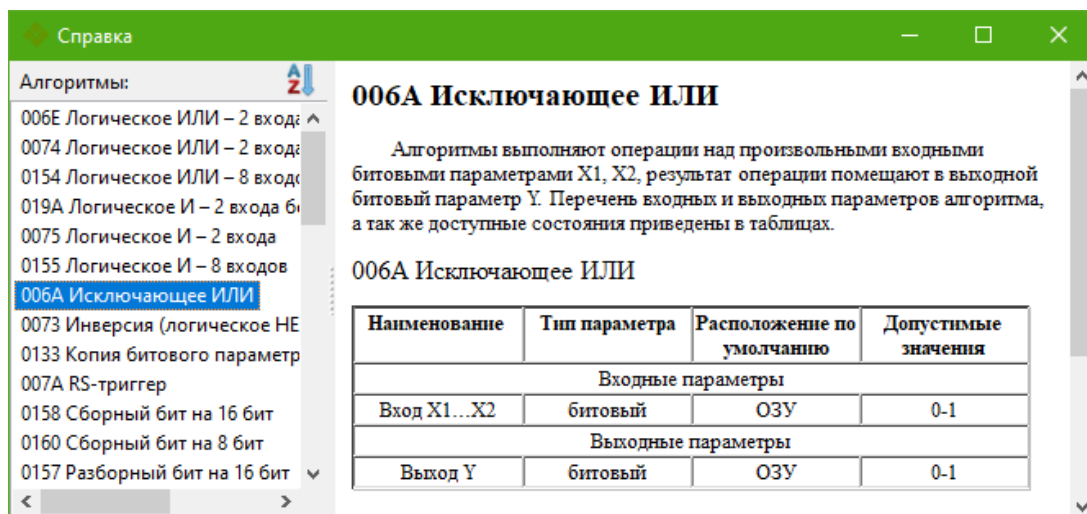 Справка
Алгоритмы:
006E Логическое ИЛИ – 2 входа
0074 Логическое ИЛИ – 2 входа
0154 Логическое ИЛИ – 8 входо
019A Логическое И – 2 входа би
0075 Логическое И – 2 входа
0155 Логическое И – 8 входов
006A Исключающее ИЛИ
0073 Инверсия (логическое НЕ
0133 Копия битового параметр
007A RS-триггер
0158 Сборный бит на 16 бит
0160 Сборный бит на 8 бит
0157 Разборный бит на 16 бит
006A Исключающее ИЛИ
Алгоритмы выполняют операции над произвольными входными
битовыми параметрами X1, X2, результат операции помещают в выходной
битовый параметр Y. Перечень входных и выходных параметров алгоритма,
а так же доступные состояния приведены в таблицах.
006A Исключающее ИЛИ
Наименование Тип параметра Расположение по умолчанию Допустимые значения
Входные параметры
Вход X1...X2 битовый ОЗУ 0-1
Выходные параметры
Выход Y битовый ОЗУ 0-1